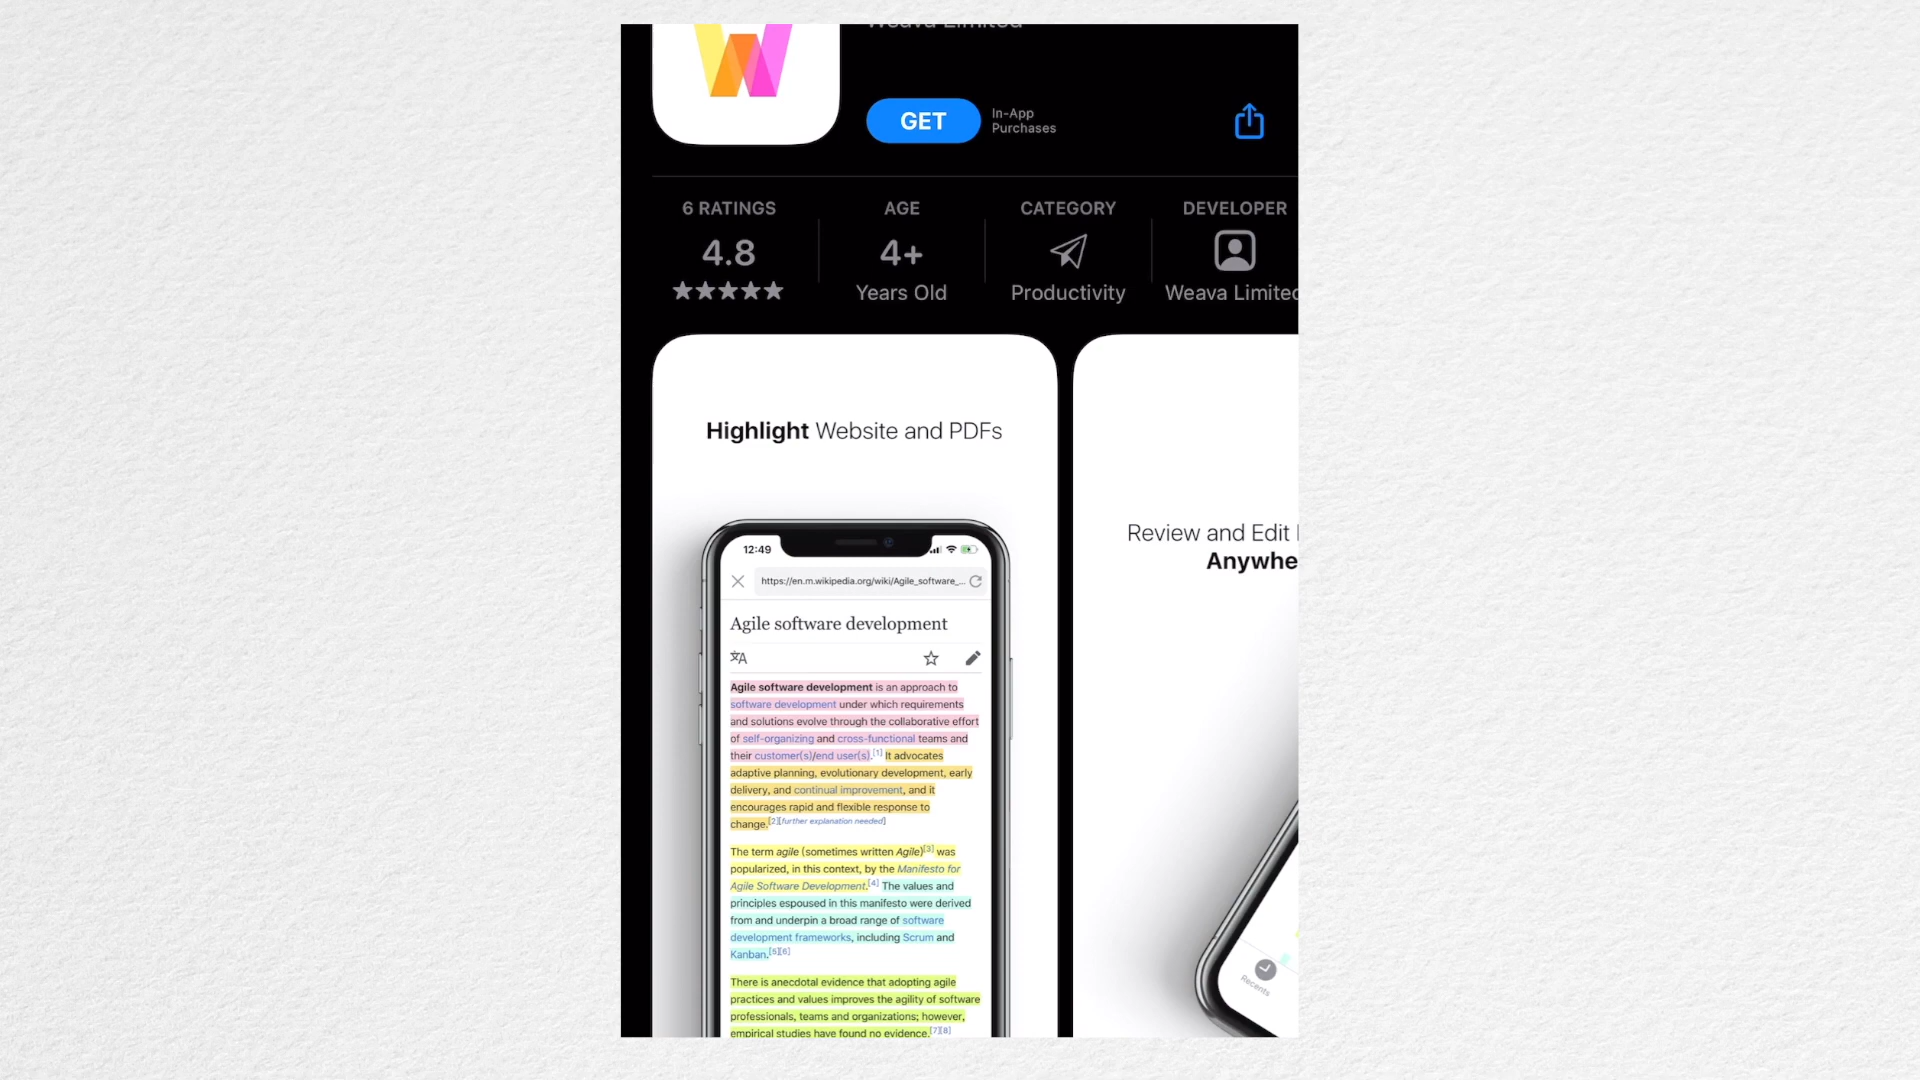 Weava Limited
GET
In-App
Purchases
6 RATINGS
AGE
CATEGORY
DEVELOPER
4.8
4+
★★★★★
Years Old
Productivity
Weava Limited
Highlight Website and PDFs
12:49
https://en.m.wikipedia.org/wiki/Agile_software_...
Agile software development
Agile software development is an approach to
software development under which requirements
and solutions evolve through the collaborative effort
of self-organizing and cross-functional teams and
their customer(s)/end user(s).[1] It advocates
adaptive planning, evolutionary development, early
delivery, and continual improvement, and it
encourages rapid and flexible response to
change.[2][further explanation needed]
The term agile (sometimes written Agile)[3] was
popularized, in this context, by the Manifesto for
Agile Software Development.[4] The values and
principles espoused in this manifesto were derived
from and underpin a broad range of software
development frameworks, including Scrum and
Kanban.[5][6]
There is anecdotal evidence that adopting agile
practices and values improves the agility of software
professionals, teams and organizations; however,
empirical studies have found no evidence.[7][8]
Review and Edit
Anywhe
Recents